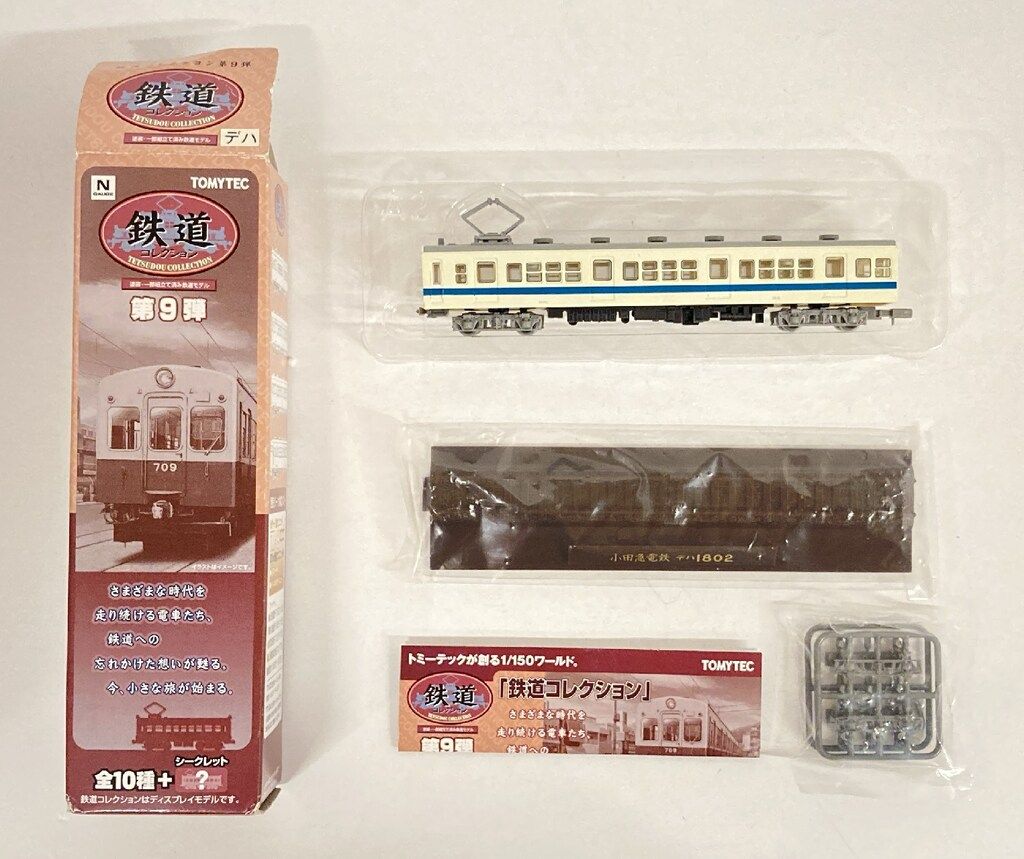 第9弾
鉄道
コレクション
TETSUDOU COLLECTION
塗装・一部組立て済み鉄道モデル
デハ
N
GAUGE
TOMYTEC
鉄道
コレクション
TETSUDOU COLLECTION
塗装・一部組立て済み鉄道モデル
第9弾
709
イラストはイメージです。
さまざまな時代を
走り続ける電車たち、
鉄道への
忘れかけた想いが甦る、
今、小さな旅が始まる。
シークレット
全10種+?
鉄道コレクションはディスプレイモデルです。
小田急電鉄 デハ1802
トミーテックが創る1/150ワールド。
TOMYTEC
鉄道
コレクション
TETSUDOU COLLECTION
「鉄道コレクション」
第9弾
さまざまな時代を
走り続ける電車たち、
鉄道への
709